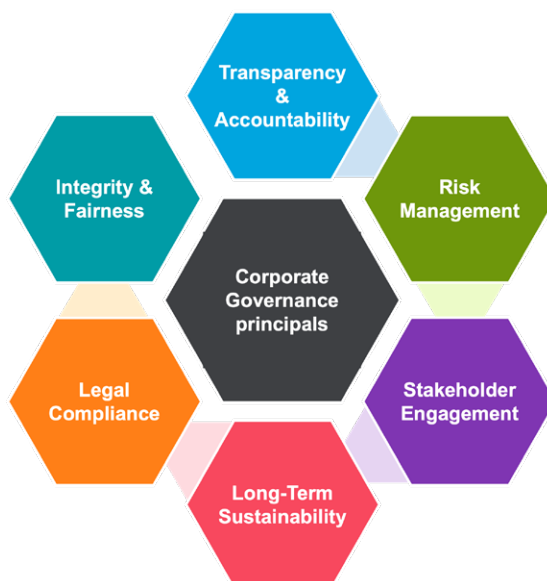 Transparency
&
Accountability
Risk
Management
Stakeholder
Engagement
Long-Term
Sustainability
Legal
Compliance
Integrity &
Fairness
Corporate
Governance
principals